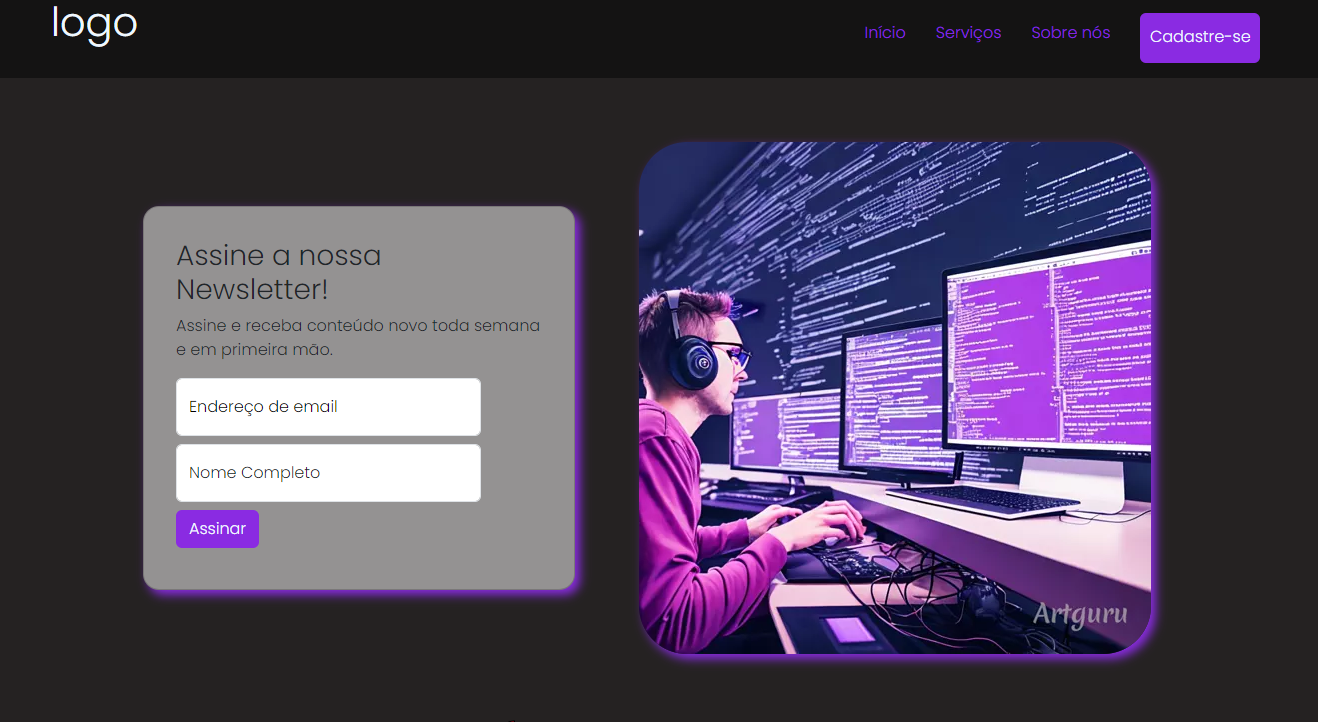 logo
Início Serviços Sobre nós Cadastre-se
Assine a nossa
Newsletter!
Assine e receba conteúdo novo toda semana
e em primeira mão.
Endereço de email
Nome Completo
Assinar
Artguru